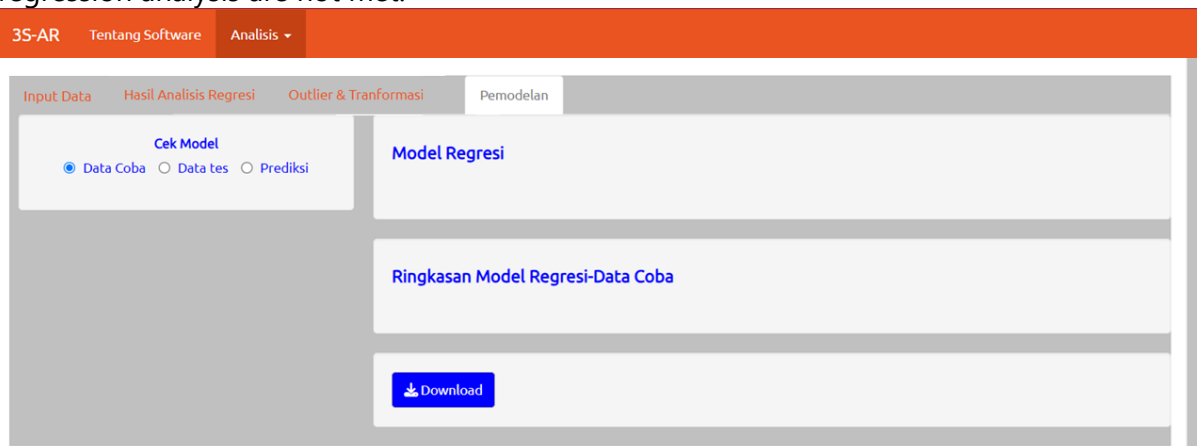 regression analysis are not met.
3S-AR Tentang Software Analisis
Input Data Hasil Analisis Regresi Outlier & Tranformasi Pemodelan
Cek Model
Data Coba Data tes Prediksi
Model Regresi
Ringkasan Model Regresi-Data Coba
Download